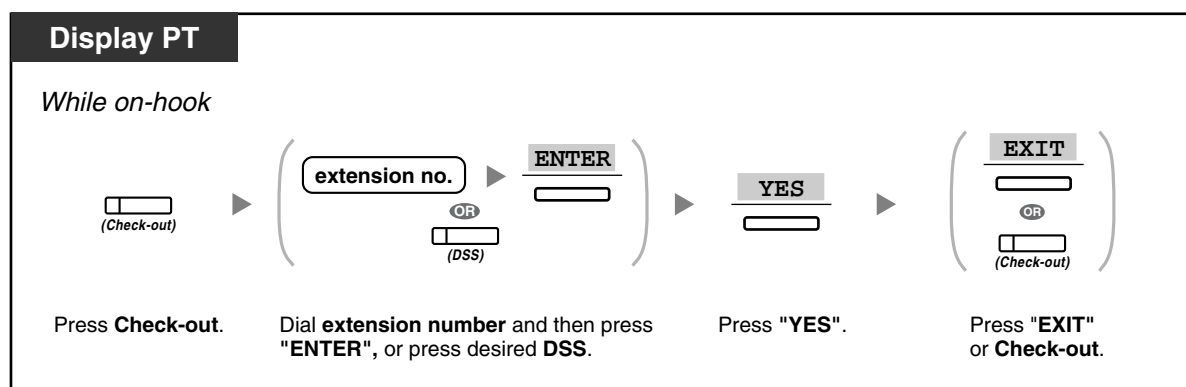 Display PT
While on-hook
(Check-out)
extension no.
ENTER
OR
(DSS)
YES
EXIT
OR
(Check-out)
Press Check-out.
Dial extension number and then press
"ENTER", or press desired DSS.
Press "YES".
Press "EXIT"
or Check-out.